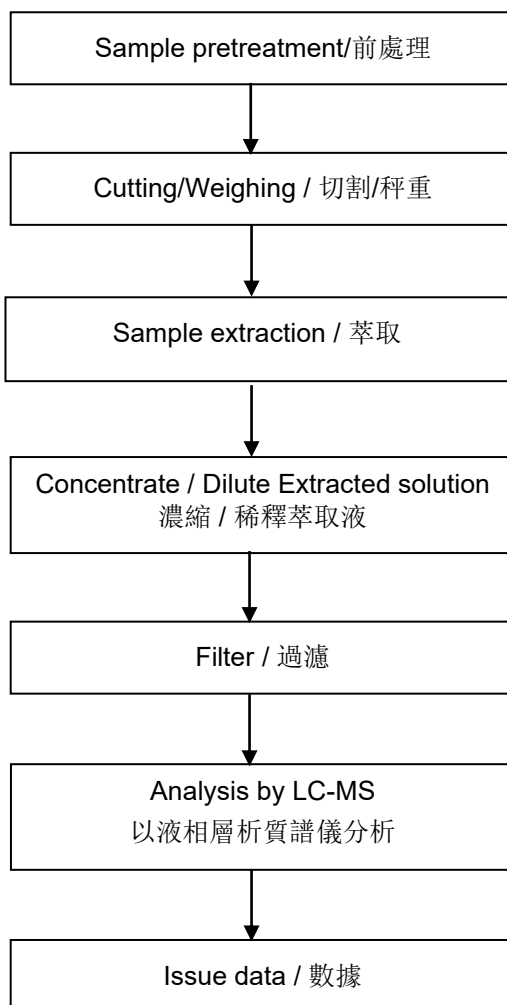 Sample pretreatment/前處理
Cutting/Weighing / 切割/秤重
Sample extraction / 萃取
Concentrate / Dilute Extracted solution
濃縮 / 稀釋萃取液
Filter / 過濾
Analysis by LC-MS
以液相層析質譜儀分析
Issue data / 數據